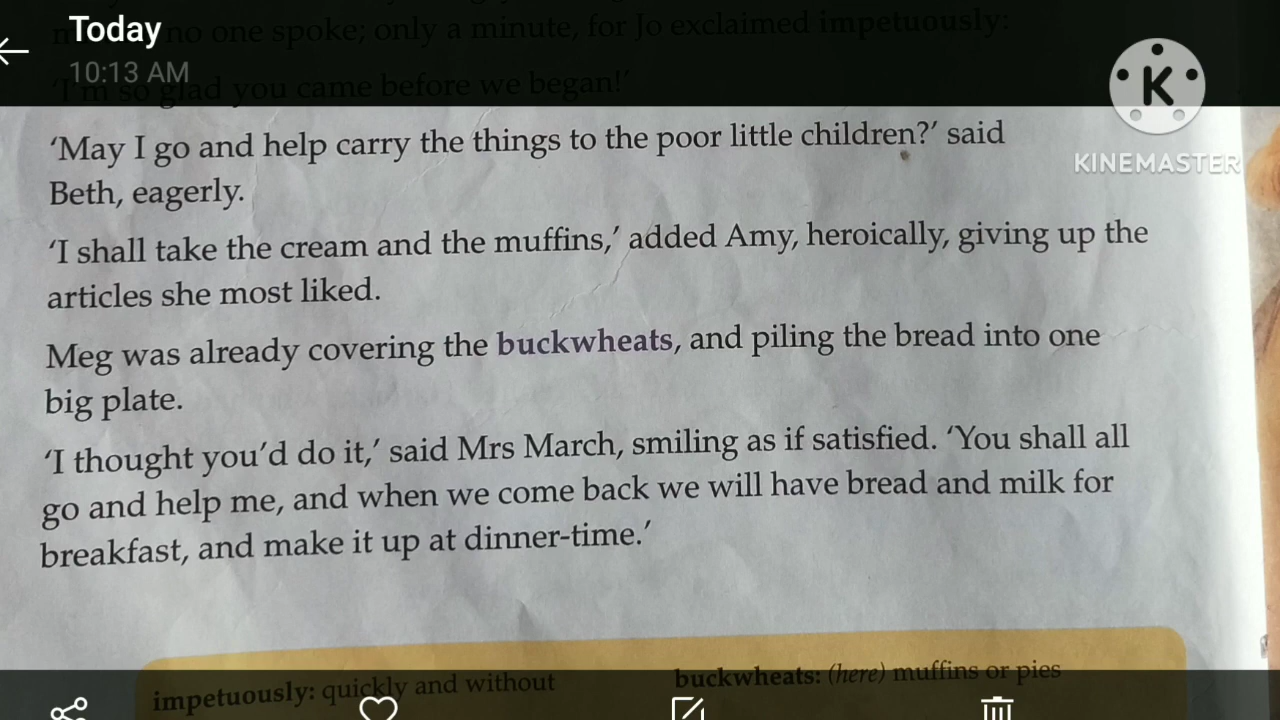 Today
no one spoke; only a minute, for Jo exclaimed impetuously:
10:13 AM
'I'm so glad you came before we began!'
K
KINEMASTER
'May I go and help carry the things to the poor little children?' said
Beth, eagerly.
'I shall take the cream and the muffins,' added Amy, heroically, giving up the
articles she most liked.
Meg was already covering the buckwheats, and piling the bread into one
big plate.
'I thought you'd do it,' said Mrs March, smiling as if satisfied. 'You shall all
go and help me, and when we come back we will have bread and milk for
breakfast, and make it up at dinner-time.'
impetuously: quickly and without
buckwheats: (here) muffins or pies